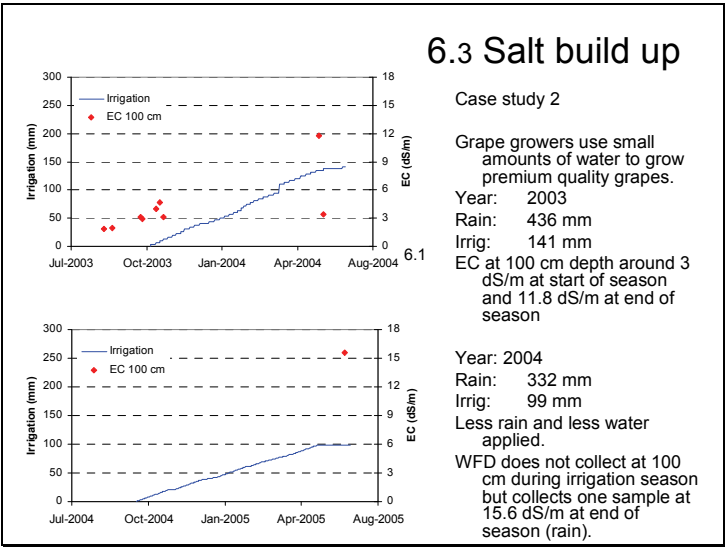 6.3 Salt build up
300
250
200
150
100
50
0
Irrigation (mm)
Irrigation
EC 100 cm
18
15
12
9
6
3
0
EC (dS/m)
Jul-2003 Oct-2003 Jan-2004 Apr-2004 Aug-2004
6.1
300
250
200
150
100
50
0
Irrigation (mm)
Irrigation
EC 100 cm
18
15
12
9
6
3
0
EC (dS/m)
Jul-2004 Oct-2004 Jan-2005 Apr-2005 Aug-2005
Case study 2
Grape growers use small
amounts of water to grow
premium quality grapes.
Year: 2003
Rain: 436 mm
Irrig: 141 mm
EC at 100 cm depth around 3
dS/m at start of season
and 11.8 dS/m at end of
season
Year: 2004
Rain: 332 mm
Irrig: 99 mm
Less rain and less water
applied.
WFD does not collect at 100
cm during irrigation season
but collects one sample at
15.6 dS/m at end of
season (rain).